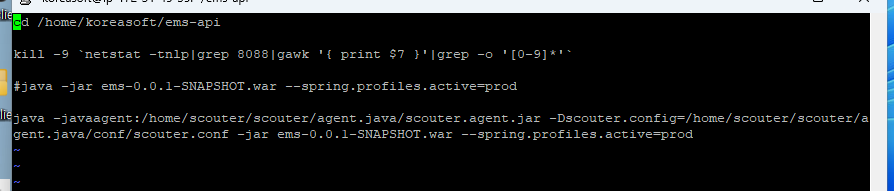 cd /home/koreasoft/ems-api
kill -9 `netstat -tnlp|grep 8088|gawk '{ print $7 }'|grep -o '[0-9]*'`
#java -jar ems-0.0.1-SNAPSHOT.war --spring.profiles.active=prod
java -javaagent:/home/scouter/scouter/agent.java/scouter.agent.jar -Dscouter.config=/home/scouter/scouter/a
gent.java/conf/scouter.conf -jar ems-0.0.1-SNAPSHOT.war --spring.profiles.active=prod
~
~
~